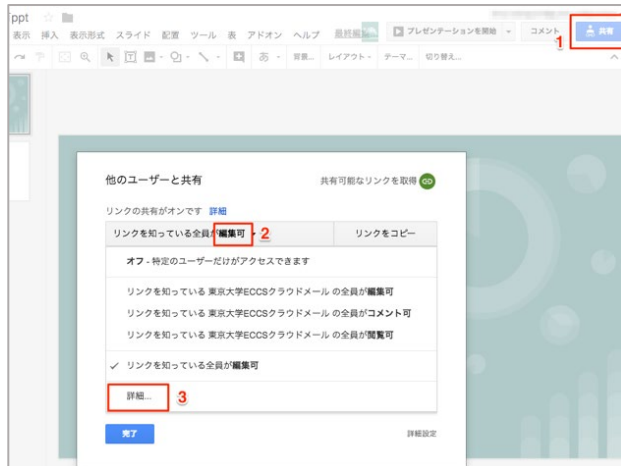 ppt
表示 挿入 表示形式 スライド 配置 ツール 表 アドオン ヘルプ 最終編
プレゼンテーションを開始 コメント 共有
1
あ 背景... レイアウト テーマ... 切り替え...
他のユーザーと共有 共有可能なリンクを取得
リンクの共有がオンです 詳細
リンクを知っている全員が編集可 2 リンクをコピー
オフ - 特定のユーザーだけがアクセスできます
リンクを知っている 東京大学ECCSクラウドメール の全員が編集可
リンクを知っている 東京大学ECCSクラウドメール の全員がコメント可
リンクを知っている 東京大学ECCSクラウドメール の全員が閲覧可
✓ リンクを知っている全員が編集可
詳細... 3
完了 詳細設定